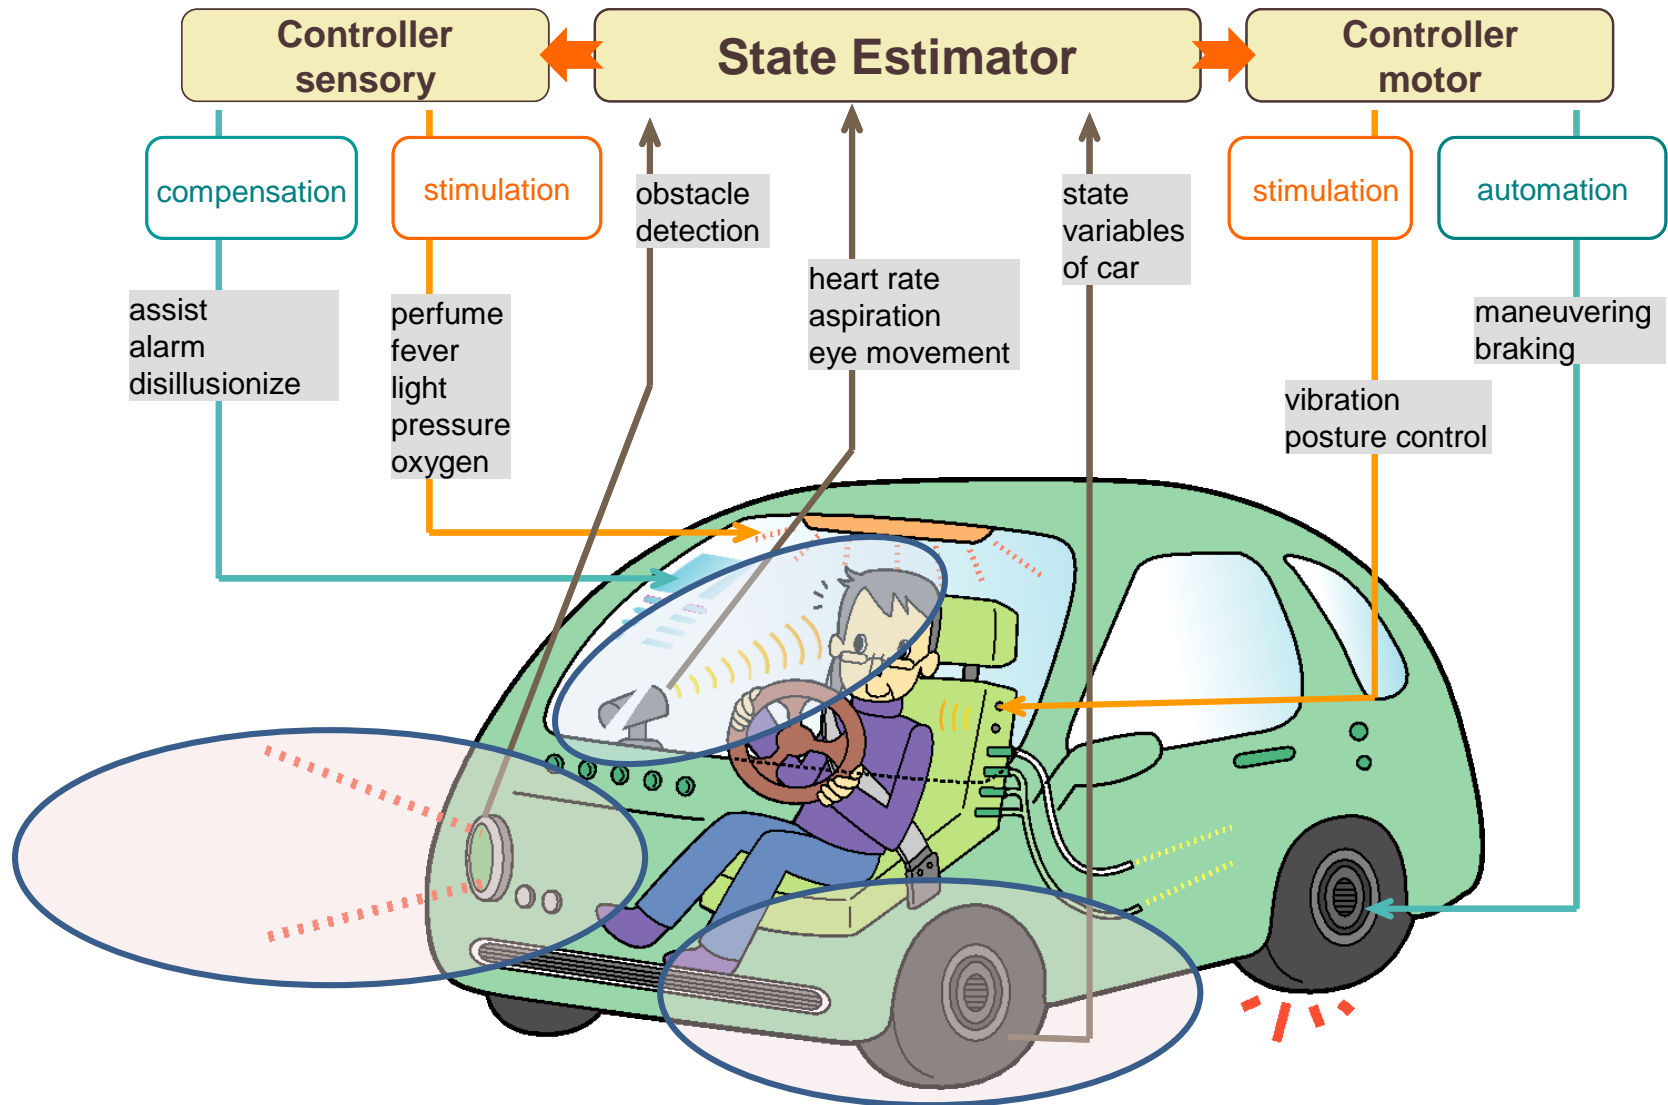 Controller
sensory
State Estimator
Controller
motor
compensation
stimulation
obstacle
detection
state
variables
of car
stimulation
automation
heart rate
aspiration
eye movement
assist
alarm
disillusionize
perfume
fever
light
pressure
oxygen
maneuvering
braking
vibration
posture control